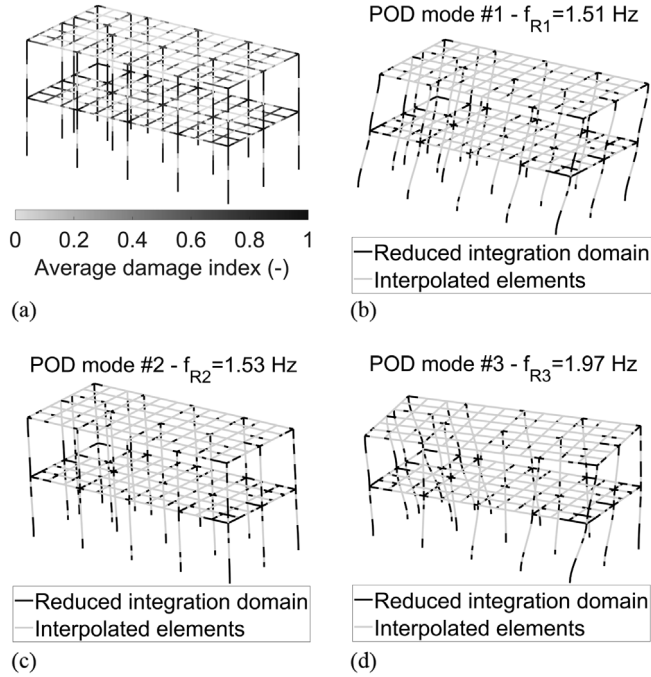 POD mode #1 - fR1=1.51 Hz
0 0.2 0.4 0.6 0.8 1
Average damage index (-)
Reduced integration domain
Interpolated elements
(a)
(b)
POD mode #2 - fR2=1.53 Hz
POD mode #3 - fR3=1.97 Hz
Reduced integration domain
Interpolated elements
Reduced integration domain
Interpolated elements
(c)
(d)